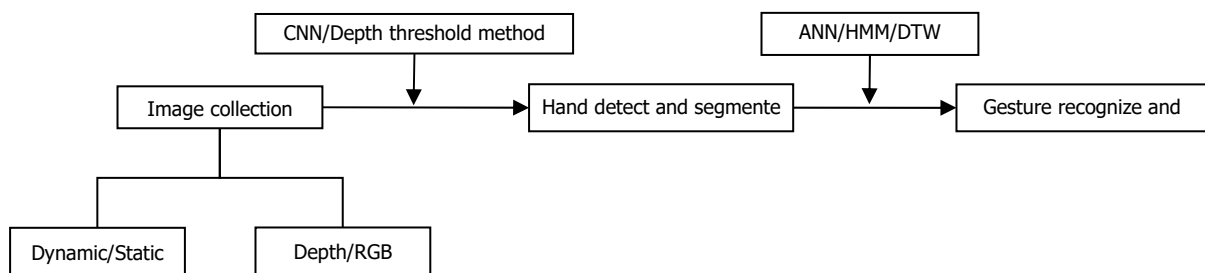 CNN/Depth threshold method
ANN/HMM/DTW
Image collection
Hand detect and segmente
Gesture recognize and
Dynamic/Static
Depth/RGB